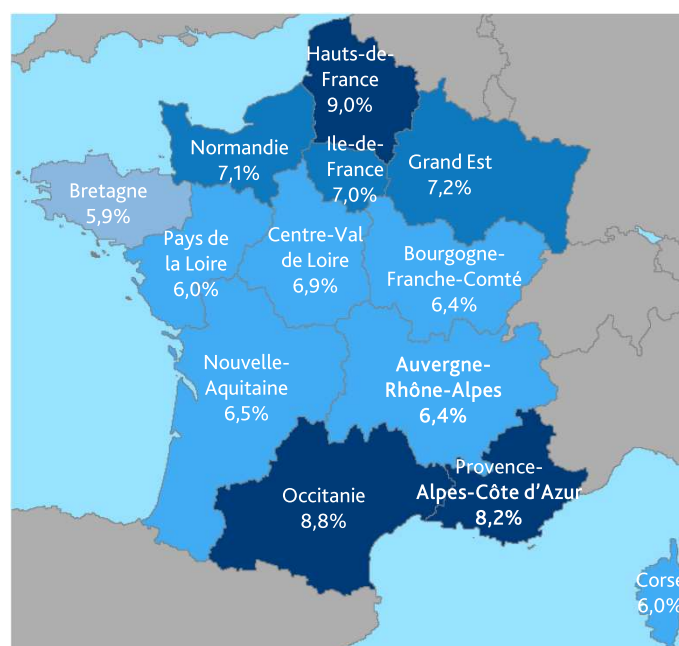 Hauts-de-
France
9,0%
Normandie
7,1%
Ile-de-
France
7,0%
Grand Est
7,2%
Bretagne
5,9%
Pays de
la Loire
6,0%
Centre-Val
de Loire
6,9%
Bourgogne-
Franche-Comté
6,4%
Nouvelle-
Aquitaine
6,5%
Auvergne-
Rhône-Alpes
6,4%
Occitanie
8,8%
Provence-
Alpes-Côte d'Azur
8,2%
Corse
6,0%